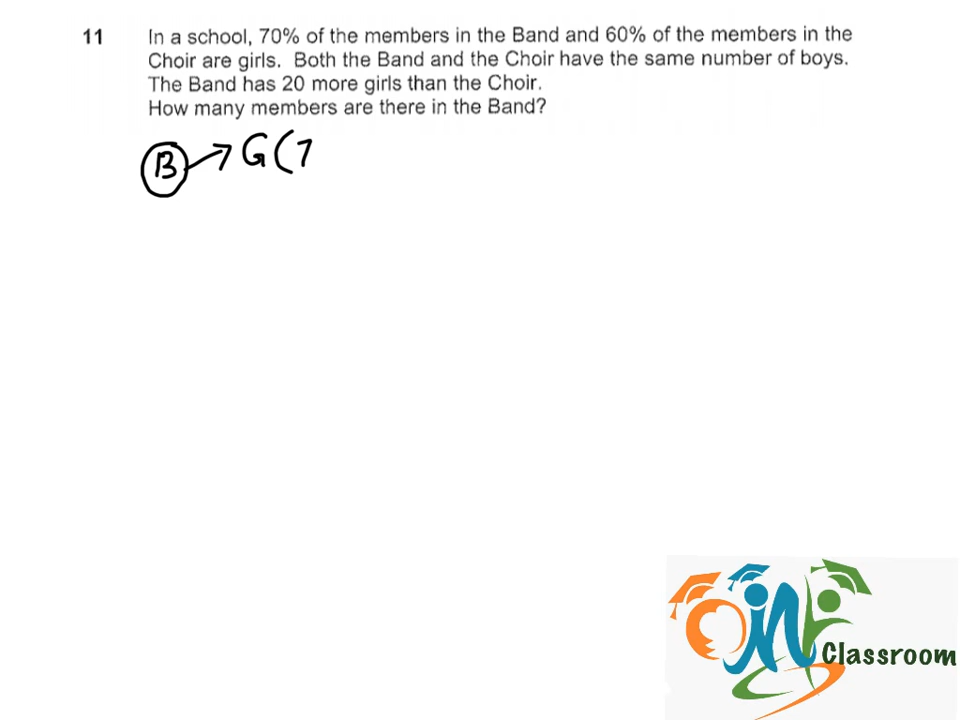 11 In a school, 70% of the members in the Band and 60% of the members in the
Choir are girls. Both the Band and the Choir have the same number of boys.
The Band has 20 more girls than the Choir.
How many members are there in the Band?
B → G (7
Classroom